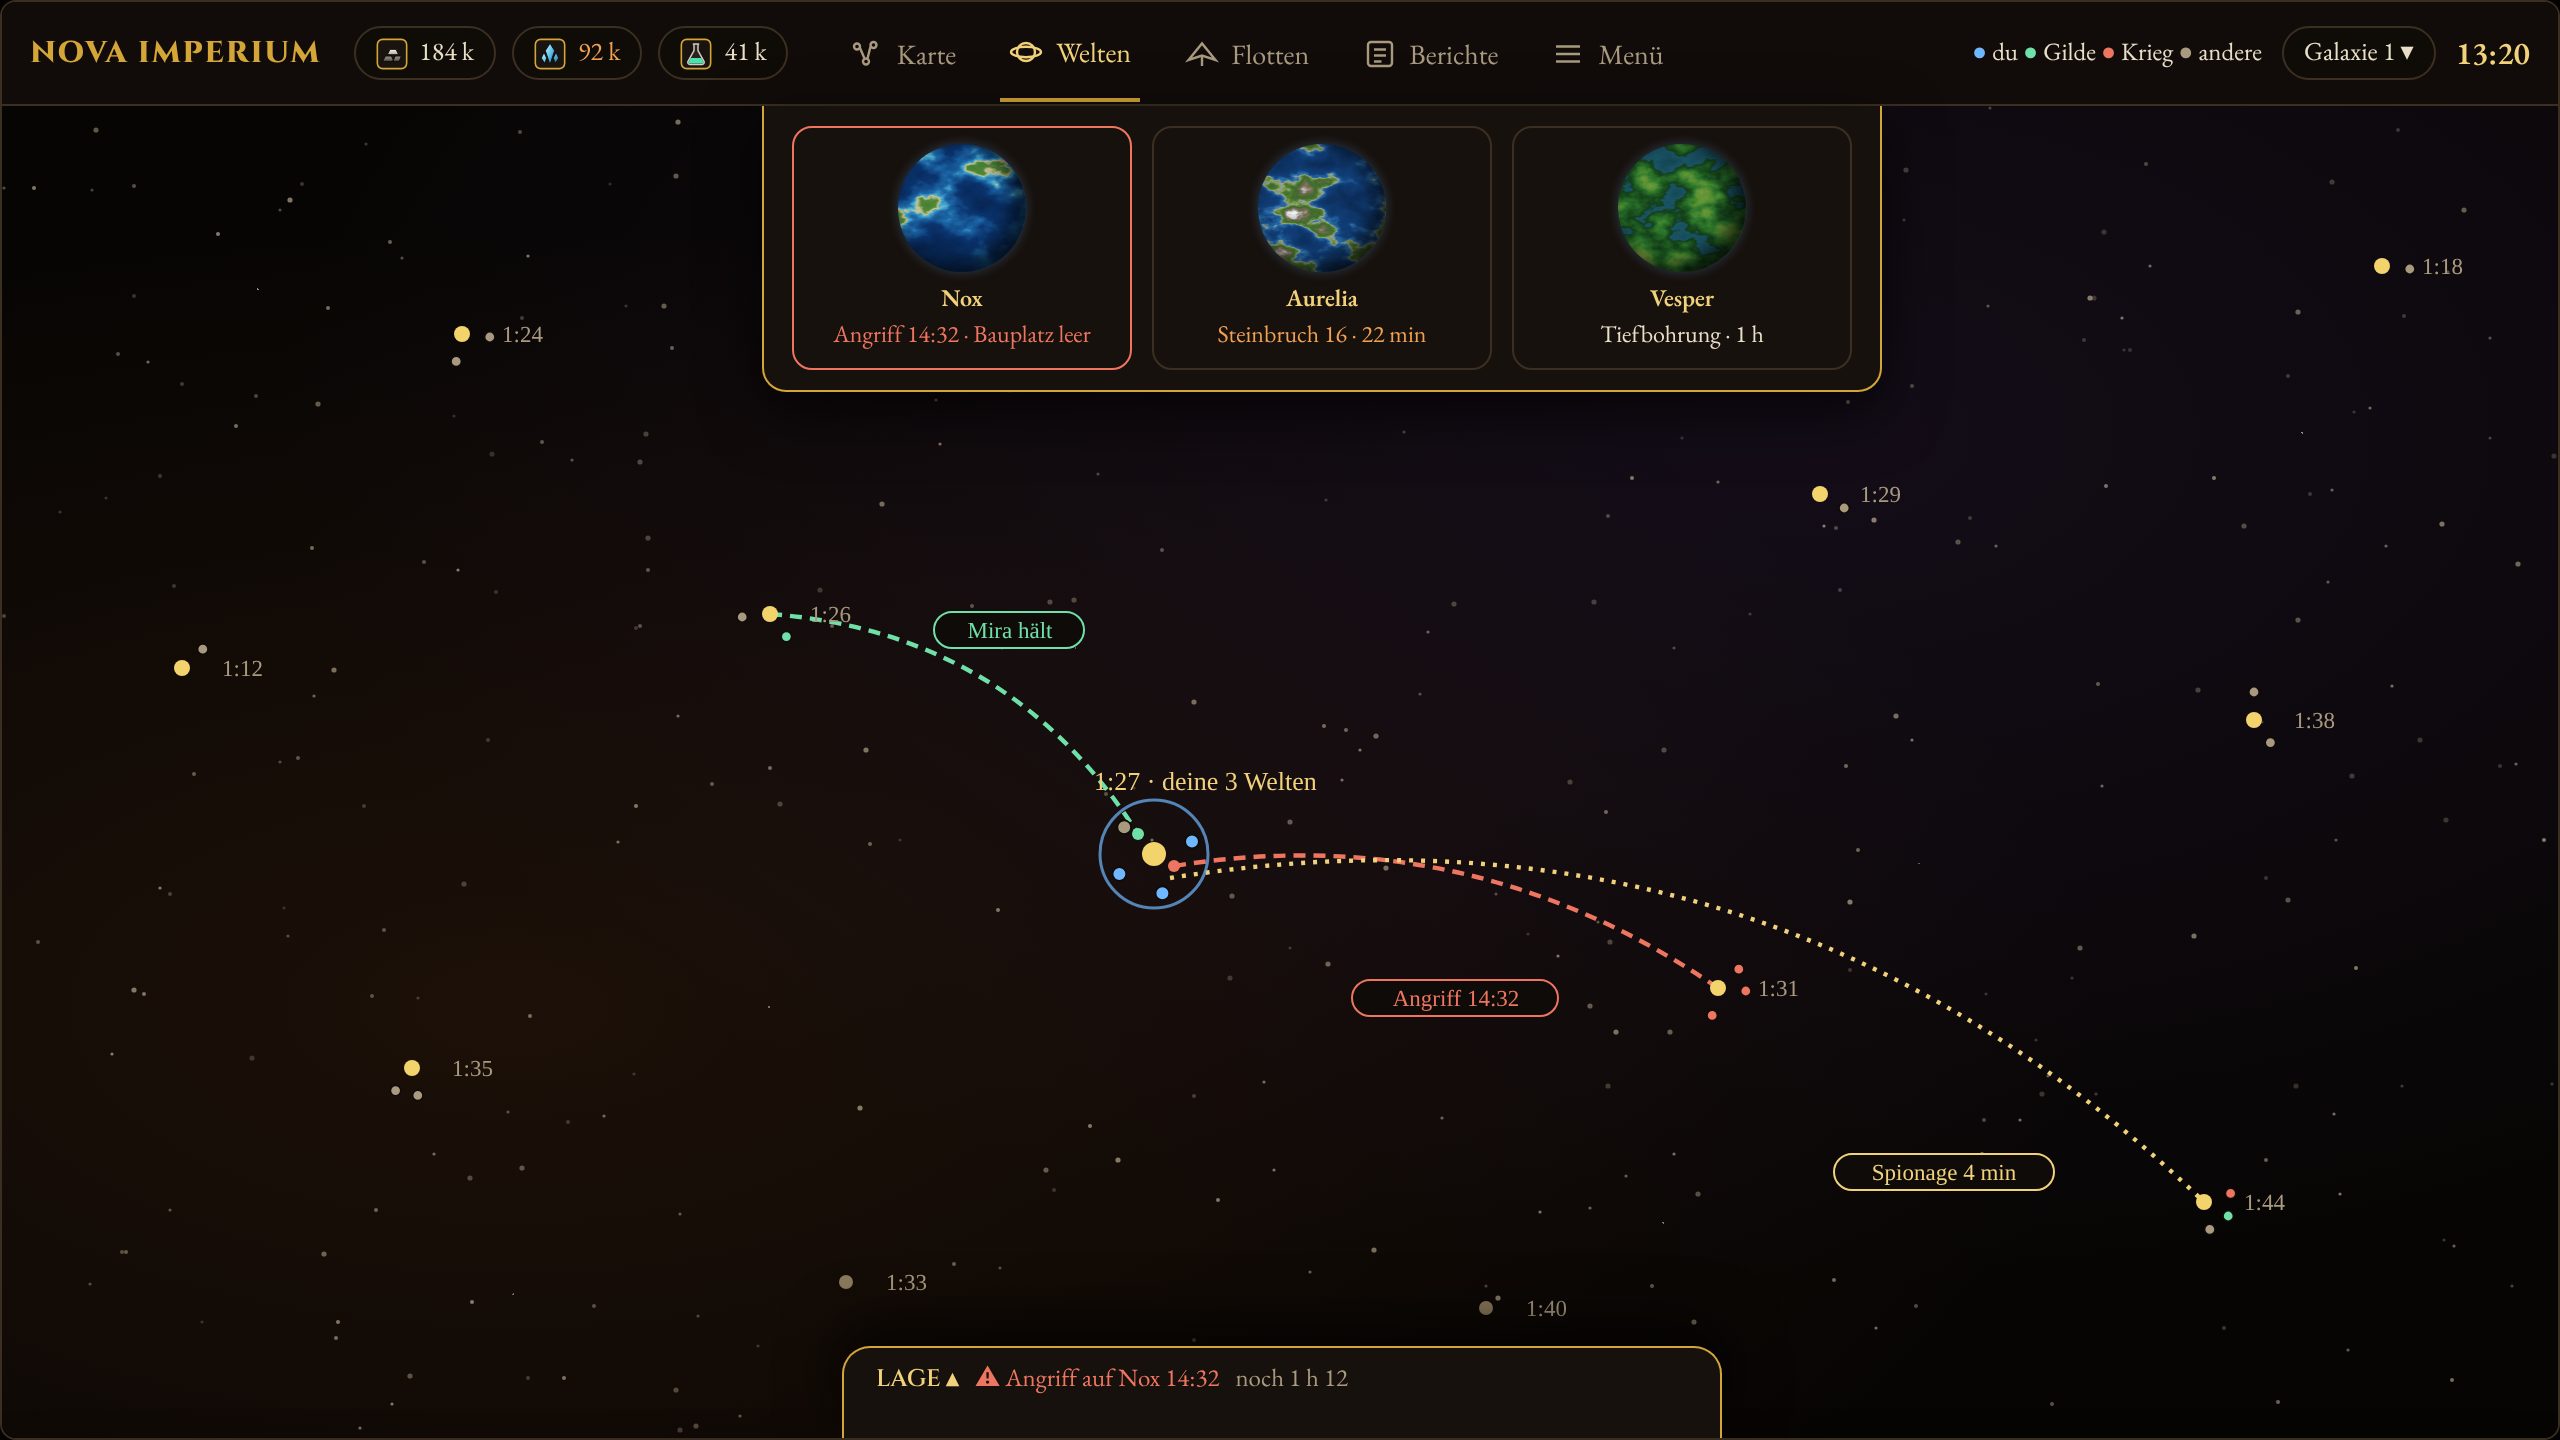 NOVA IMPERIUM 184 k 92 k 41 k Karte Welten Flotten Berichte Menü du Gilde Krieg andere Galaxie 1 ▾ 13:20
Nox
Angriff 14:32 · Bauplatz leer
Aurelia
Steinbruch 16 · 22 min
Vesper
Tiefbohrung · 1 h
1:18
1:24
1:29
1:26
Mira hält
1:12
1:38
1:27 · deine 3 Welten
Angriff 14:32
1:31
1:35
Spionage 4 min
1:44
1:33
1:40
LAGE ▴ Angriff auf Nox 14:32 noch 1 h 12